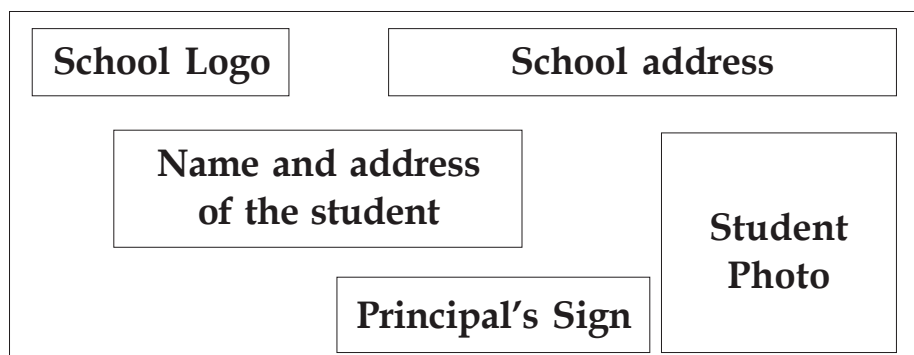 School Logo
School address
Name and address
of the student
Student
Photo
Principal's Sign